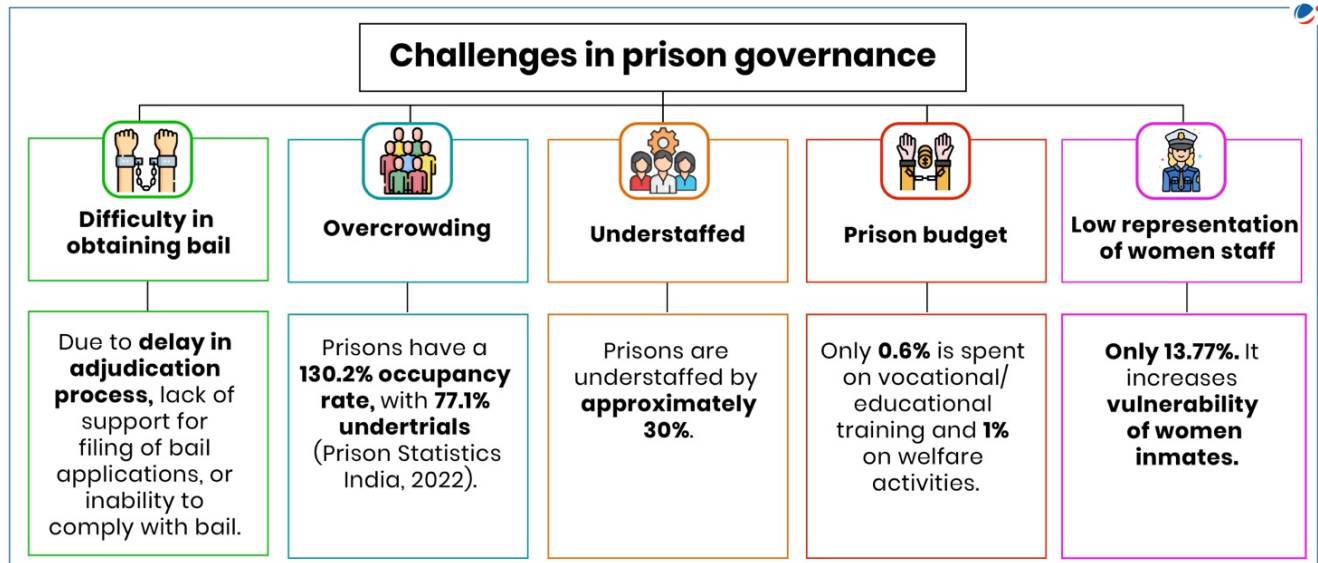 Challenges in prison governance
Difficulty in
obtaining bail
Due to delay in
adjudication
process, lack of
support for
filing of bail
applications, or
inability to
comply with bail.
Overcrowding
Prisons have a
130.2% occupancy
rate, with 77.1%
undertrials
(Prison Statistics
India, 2022).
Understaffed
Prisons are
understaffed by
approximately
30%.
Prison budget
Only 0.6% is spent
on vocational/
educational
training and 1%
on welfare
activities.
Low representation
of women staff
Only 13.77%. It
increases
vulnerability
of women
inmates.